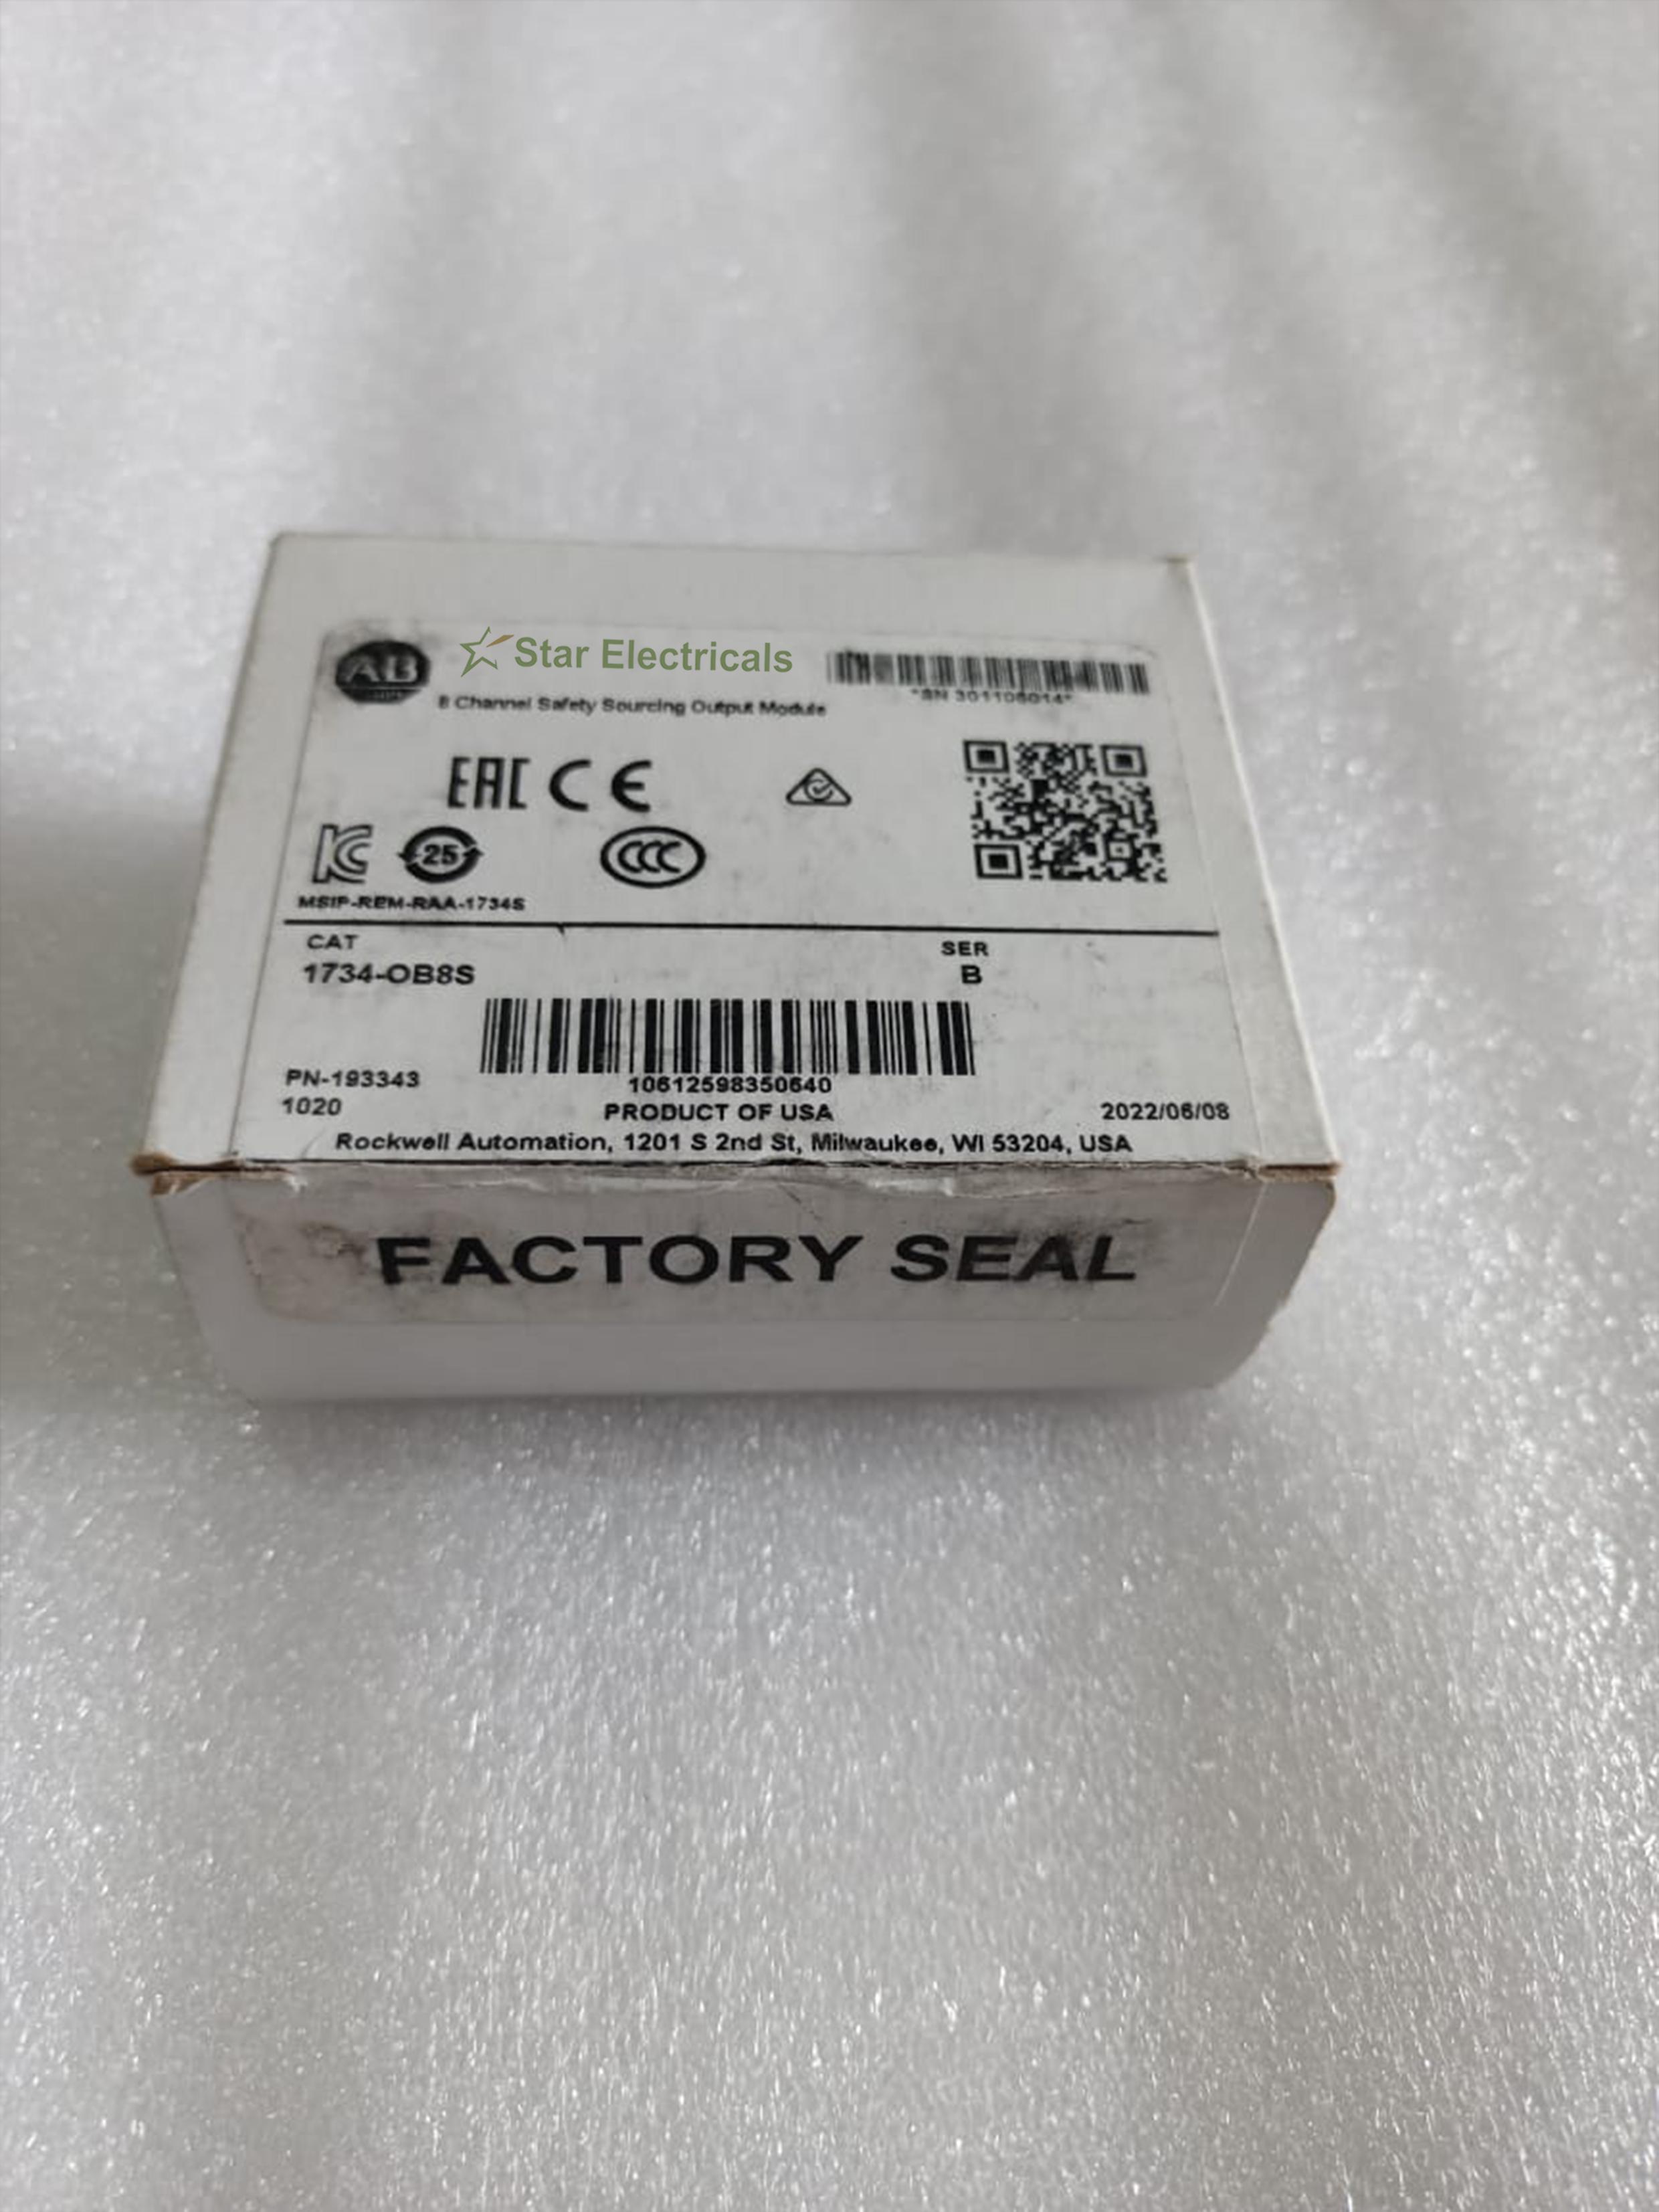 AB
Star Electricals
8 Channel Safety Sourcing Output Module
*SN 301106014*
EAC CE
KC 25 CCC
MSIP-REM-RAA-1734S
CAT SER
1734-OB8S B
PN-193343 10612598350640
1020 PRODUCT OF USA 2022/06/08
Rockwell Automation, 1201 S 2nd St, Milwaukee, WI 53204, USA
FACTORY SEAL